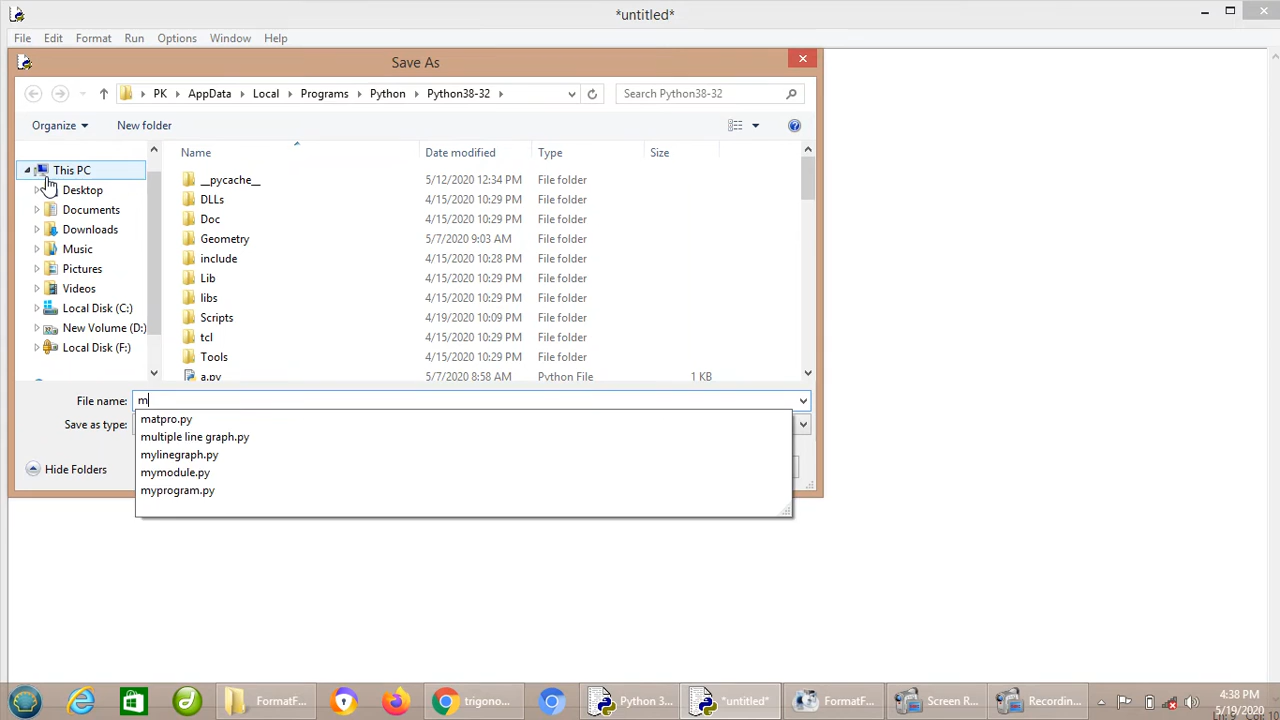 *untitled*
File Edit Format Run Options Window Help
Save As
PK AppData Local Programs Python Python38-32 Search Python38-32
Organize New folder
Name Date modified Type Size
This PC
Desktop
Documents
Downloads
Music
Pictures
Videos
Local Disk (C:)
New Volume (D:)
Local Disk (F:)
__pycache__ 5/12/2020 12:34 PM File folder
DLLs 4/15/2020 10:29 PM File folder
Doc 4/15/2020 10:29 PM File folder
Geometry 5/7/2020 9:03 AM File folder
include 4/15/2020 10:28 PM File folder
Lib 4/15/2020 10:29 PM File folder
libs 4/15/2020 10:29 PM File folder
Scripts 4/19/2020 10:09 PM File folder
tcl 4/15/2020 10:29 PM File folder
Tools 4/15/2020 10:29 PM File folder
a.py 5/7/2020 8:58 AM Python File 1 KB
File name: m
Save as type:
matpro.py
multiple line graph.py
mylinegraph.py
mymodule.py
myprogram.py
Hide Folders
FormatF... trigono... Python 3... *untitled* FormatF... Screen R... Recordin...
4:38 PM
5/19/2020